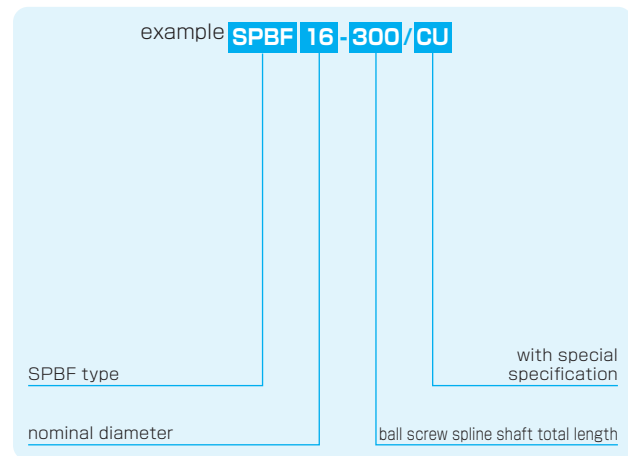 example SPBF 16-300/CU
with special
SPBF type specification
nominal diameter ball screw spline shaft total length